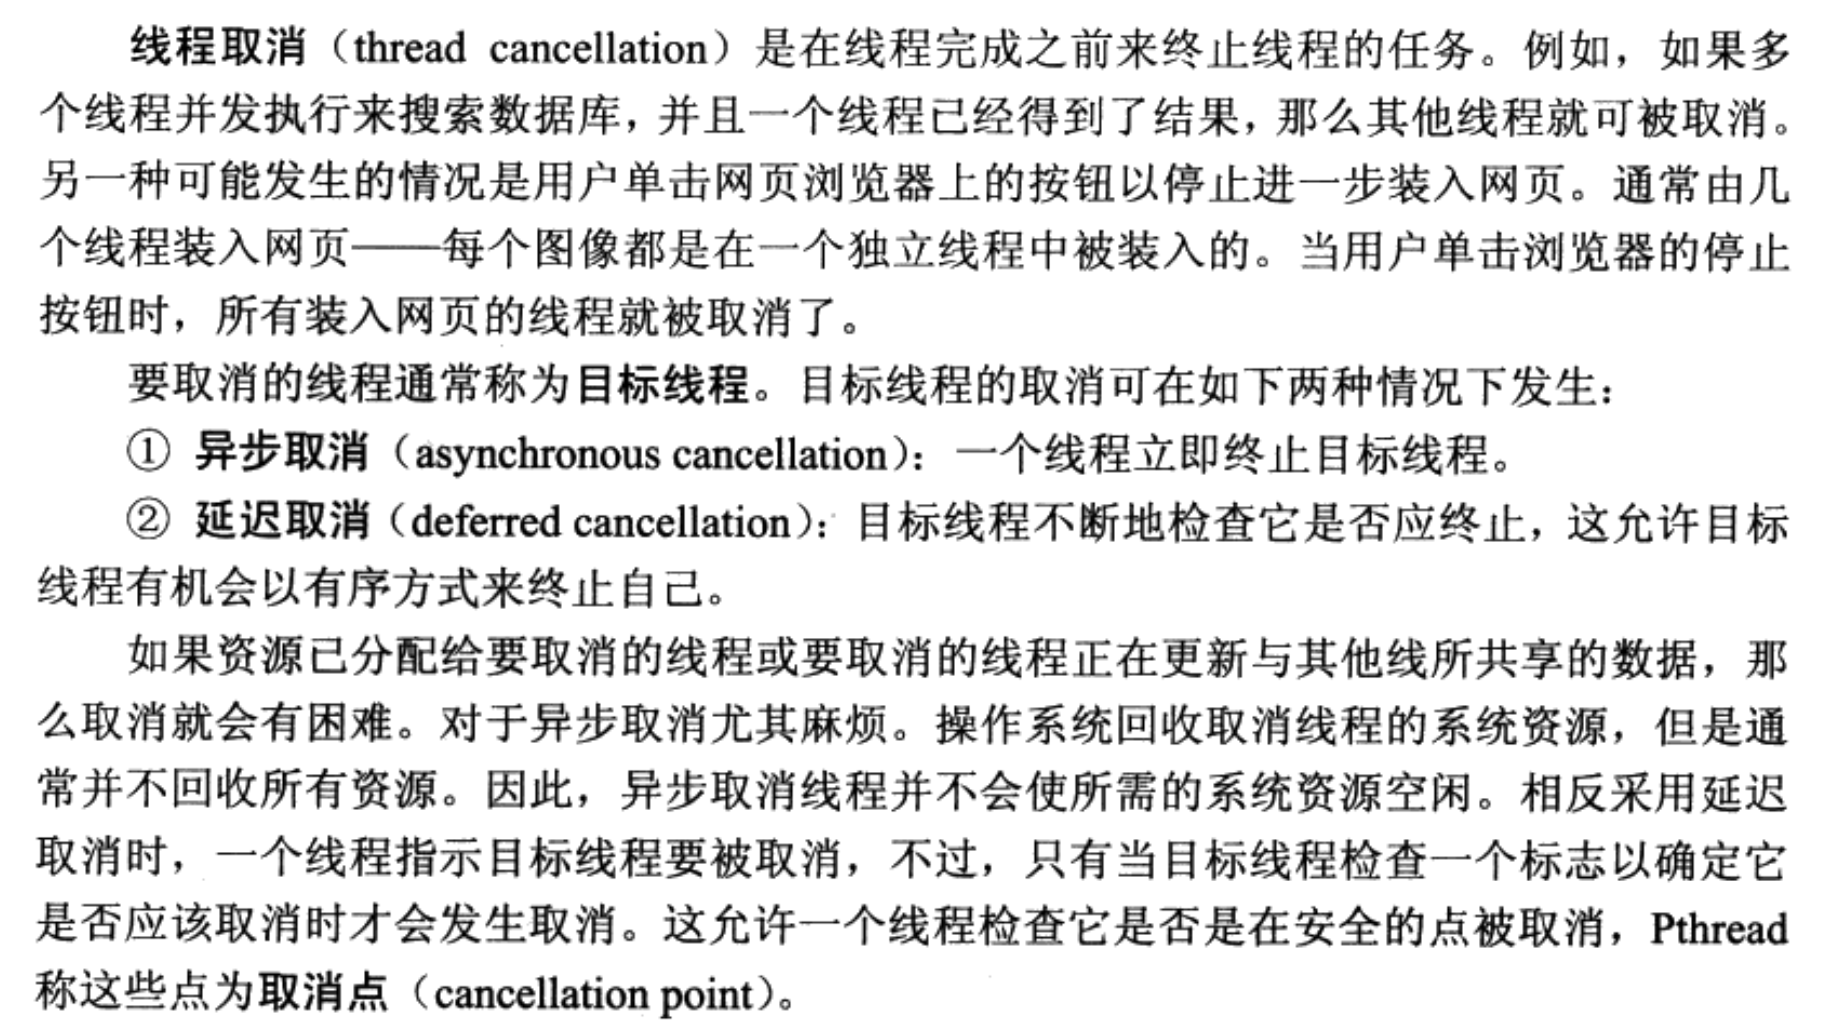 线程取消（thread cancellation）是在线程完成之前来终止线程的任务。例如，如果多
个线程并发执行来搜索数据库，并且一个线程已经得到了结果，那么其他线程就可被取消。
另一种可能发生的情况是用户单击网页浏览器上的按钮以停止进一步装入网页。通常由几
个线程装入网页——每个图像都是在一个独立线程中被装入的。当用户单击浏览器的停止
按钮时，所有装入网页的线程就被取消了。
要取消的线程通常称为目标线程。目标线程的取消可在如下两种情况下发生：
① 异步取消（asynchronous cancellation）：一个线程立即终止目标线程。
② 延迟取消（deferred cancellation）：目标线程不断地检查它是否应终止，这允许目标
线程有机会以有序方式来终止自己。
如果资源已分配给要取消的线程或要取消的线程正在更新与其他线所共享的数据，那
么取消就会有困难。对于异步取消尤其麻烦。操作系统回收取消线程的系统资源，但是通
常并不回收所有资源。因此，异步取消线程并不会使所需的系统资源空闲。相反采用延迟
取消时，一个线程指示目标线程要被取消，不过，只有当目标线程检查一个标志以确定它
是否应该取消时才会发生取消。这允许一个线程检查它是否是在安全的点被取消，Pthread
称这些点为取消点（cancellation point）。